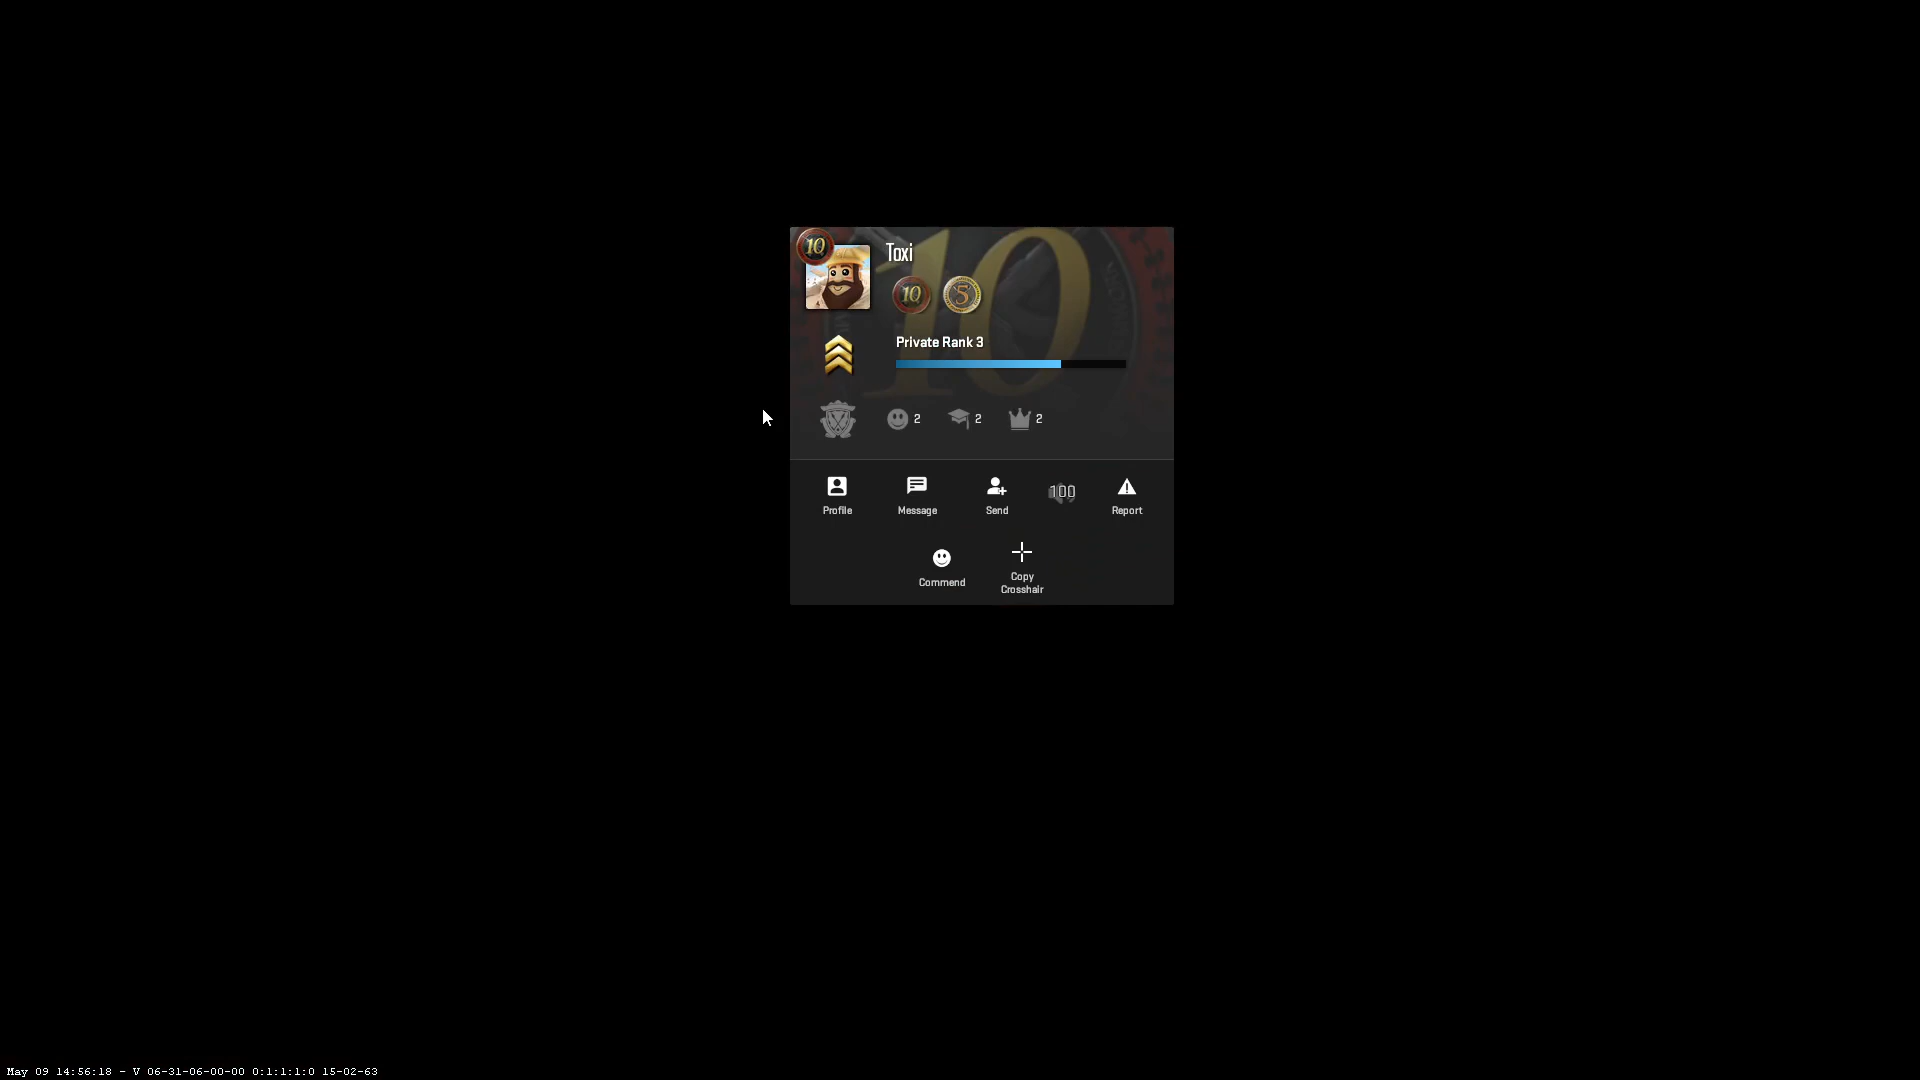 10
Toxi
10 5
Private Rank 3
2 2 2
100
Profile Message Send Report
Commend Copy Crosshair
May 09 14:56:18 - V 06-31-06-00-00 0:1:1:1:0 15-02-63